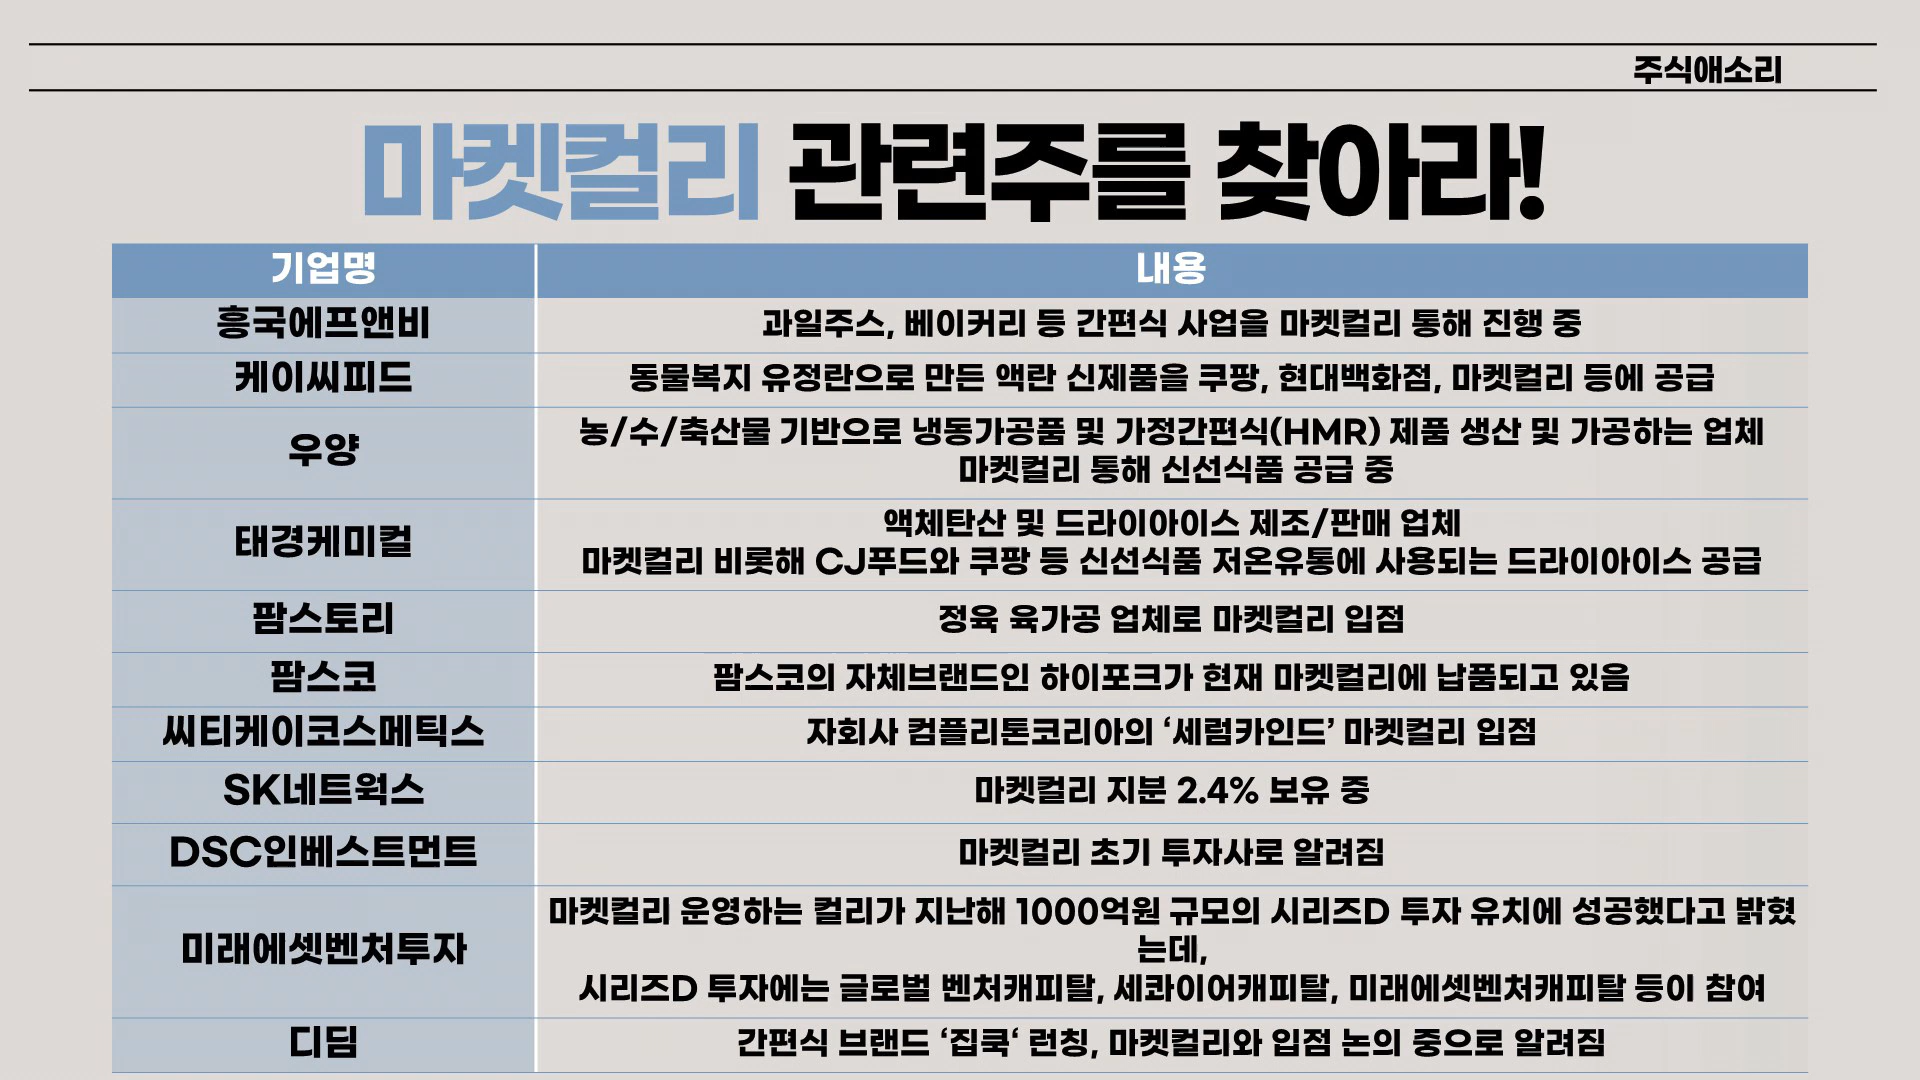 주식애소리
마켓컬리 관련주를 찾아라!
기업명 내용
흥국에프앤비 과일주스, 베이커리 등 간편식 사업을 마켓컬리 통해 진행 중
케이씨피드 동물복지 유정란으로 만든 액란 신제품을 쿠팡, 현대백화점, 마켓컬리 등에 공급
우양 농/수/축산물 기반으로 냉동가공품 및 가정간편식(HMR) 제품 생산 및 가공하는 업체
마켓컬리 통해 신선식품 공급 중
태경케미컬 액체탄산 및 드라이아이스 제조/판매 업체
마켓컬리 비롯해 CJ푸드와 쿠팡 등 신선식품 저온유통에 사용되는 드라이아이스 공급
팜스토리 정육 육가공 업체로 마켓컬리 입점
팜스코 팜스코의 자체브랜드인 하이포크가 현재 마켓컬리에 납품되고 있음
씨티케이코스메틱스 자회사 컴플리톤코리아의 ‘세럼카인드’ 마켓컬리 입점
SK네트웍스 마켓컬리 지분 2.4% 보유 중
DSC인베스트먼트 마켓컬리 초기 투자사로 알려짐
미래에셋벤처투자 마켓컬리 운영하는 컬리가 지난해 1000억원 규모의 시리즈D 투자 유치에 성공했다고 밝혔
는데,
시리즈D 투자에는 글로벌 벤처캐피탈, 세콰이어캐피탈, 미래에셋벤처캐피탈 등이 참여
디딤 간편식 브랜드 ‘집쿡‘ 런칭, 마켓컬리와 입점 논의 중으로 알려짐